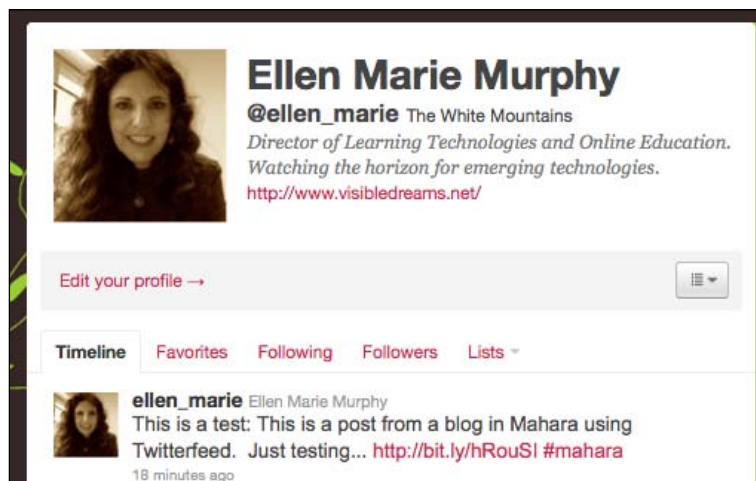 Ellen Marie Murphy
@ellen_marie The White Mountains
Director of Learning Technologies and Online Education.
Watching the horizon for emerging technologies.
http://www.visibledreams.net/
Edit your profile →
Timeline Favorites Following Followers Lists
ellen_marie Ellen Marie Murphy
This is a test: This is a post from a blog in Mahara using
Twitterfeed.  Just testing... http://bit.ly/hRouSI #mahara
18 minutes ago